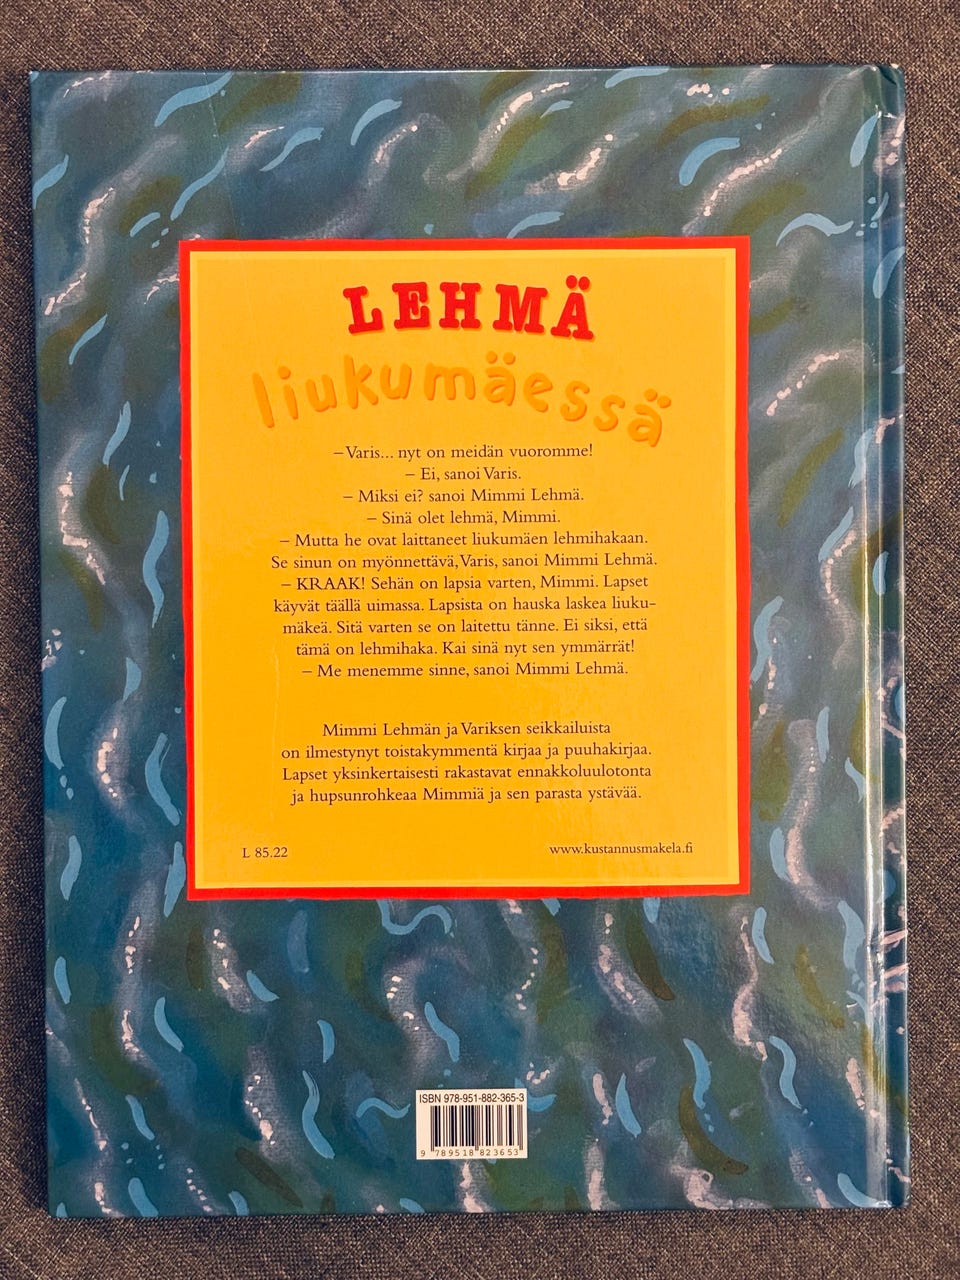 LEHMÄ
liukumäessä
– Varis... nyt on meidän vuoromme!
– Ei, sanoi Varis.
– Miksi ei? sanoi Mimmi Lehmä.
– Sinä olet lehmä, Mimmi.
– Mutta he ovat laittaneet liukumäen lehmihakaan.
Se sinun on myönnettävä, Varis, sanoi Mimmi Lehmä.
– KRAAK! Sehän on lapsia varten, Mimmi. Lapset
käyvät täällä uimassa. Lapsista on hauska laskea liuku-
mäkeä. Sitä varten se on laitettu tänne. Ei siksi, että
tämä on lehmihaka. Kai sinä nyt sen ymmärrät!
– Me menemme sinne, sanoi Mimmi Lehmä.
Mimmi Lehmän ja Variksen seikkailuista
on ilmestynyt toistakymmentä kirjaa ja puuhakirjaa.
Lapset yksinkertaisesti rakastavat ennakkoluulotonta
ja hupsunrohkeaa Mimmiä ja sen parasta ystävää.
L 85.22
www.kustannusmakela.fi
ISBN 978-951-882-365-3
9 789518 823653